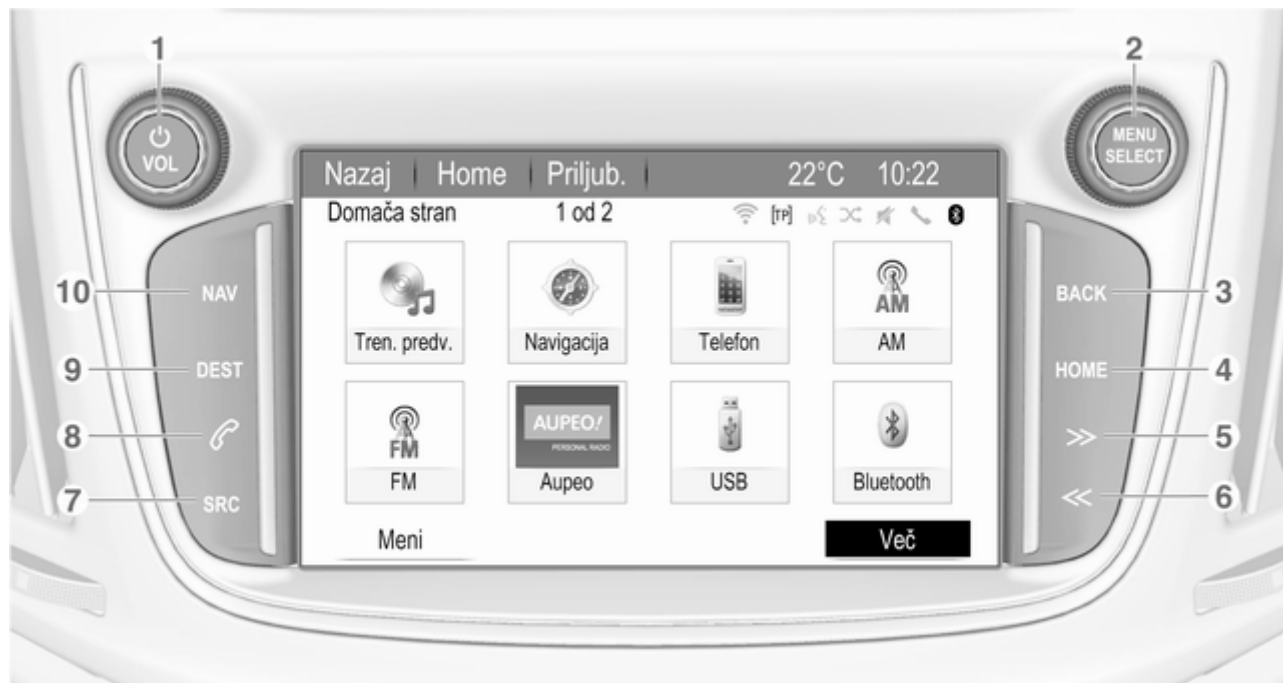 1
2
VOL
MENU
SELECT
Nazaj Home Priljub. 22°C 10:22
Domača stran 1 od 2 [TP]
10 NAV
BACK 3
AM
Tren. predv. Navigacija Telefon AM
9 DEST
HOME 4
AUPEO!
PERSONAL RADIO
FM
8
5
FM Aupeo USB Bluetooth
7 SRC
6
Meni Več